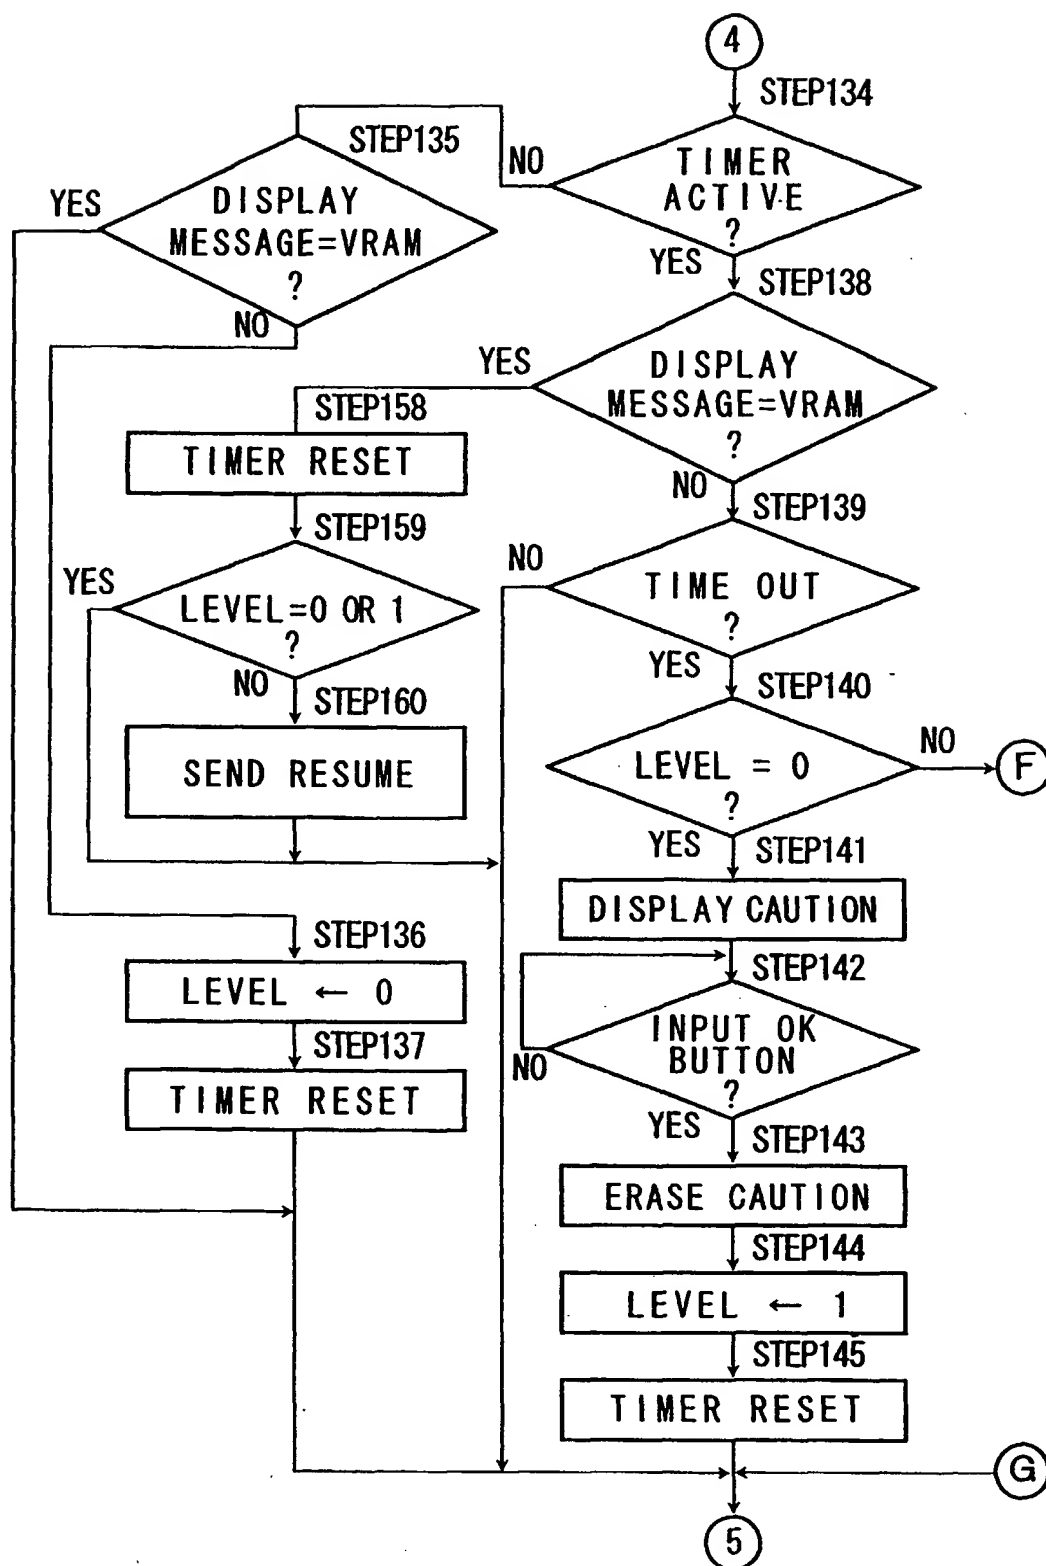 4
STEP134
TIMER
ACTIVE
?
NO
YES
STEP135
DISPLAY
MESSAGE=VRAM
?
YES
NO
STEP138
DISPLAY
MESSAGE=VRAM
?
YES
NO
STEP158
TIMER RESET
STEP159
LEVEL=0 OR 1
?
YES
NO
STEP160
SEND RESUME
STEP136
LEVEL ← 0
STEP137
TIMER RESET
STEP139
TIME OUT
?
NO
YES
STEP140
LEVEL = 0
?
NO
F
YES
STEP141
DISPLAY CAUTION
STEP142
INPUT OK
BUTTON
?
NO
YES
STEP143
ERASE CAUTION
STEP144
LEVEL ← 1
STEP145
TIMER RESET
G
5